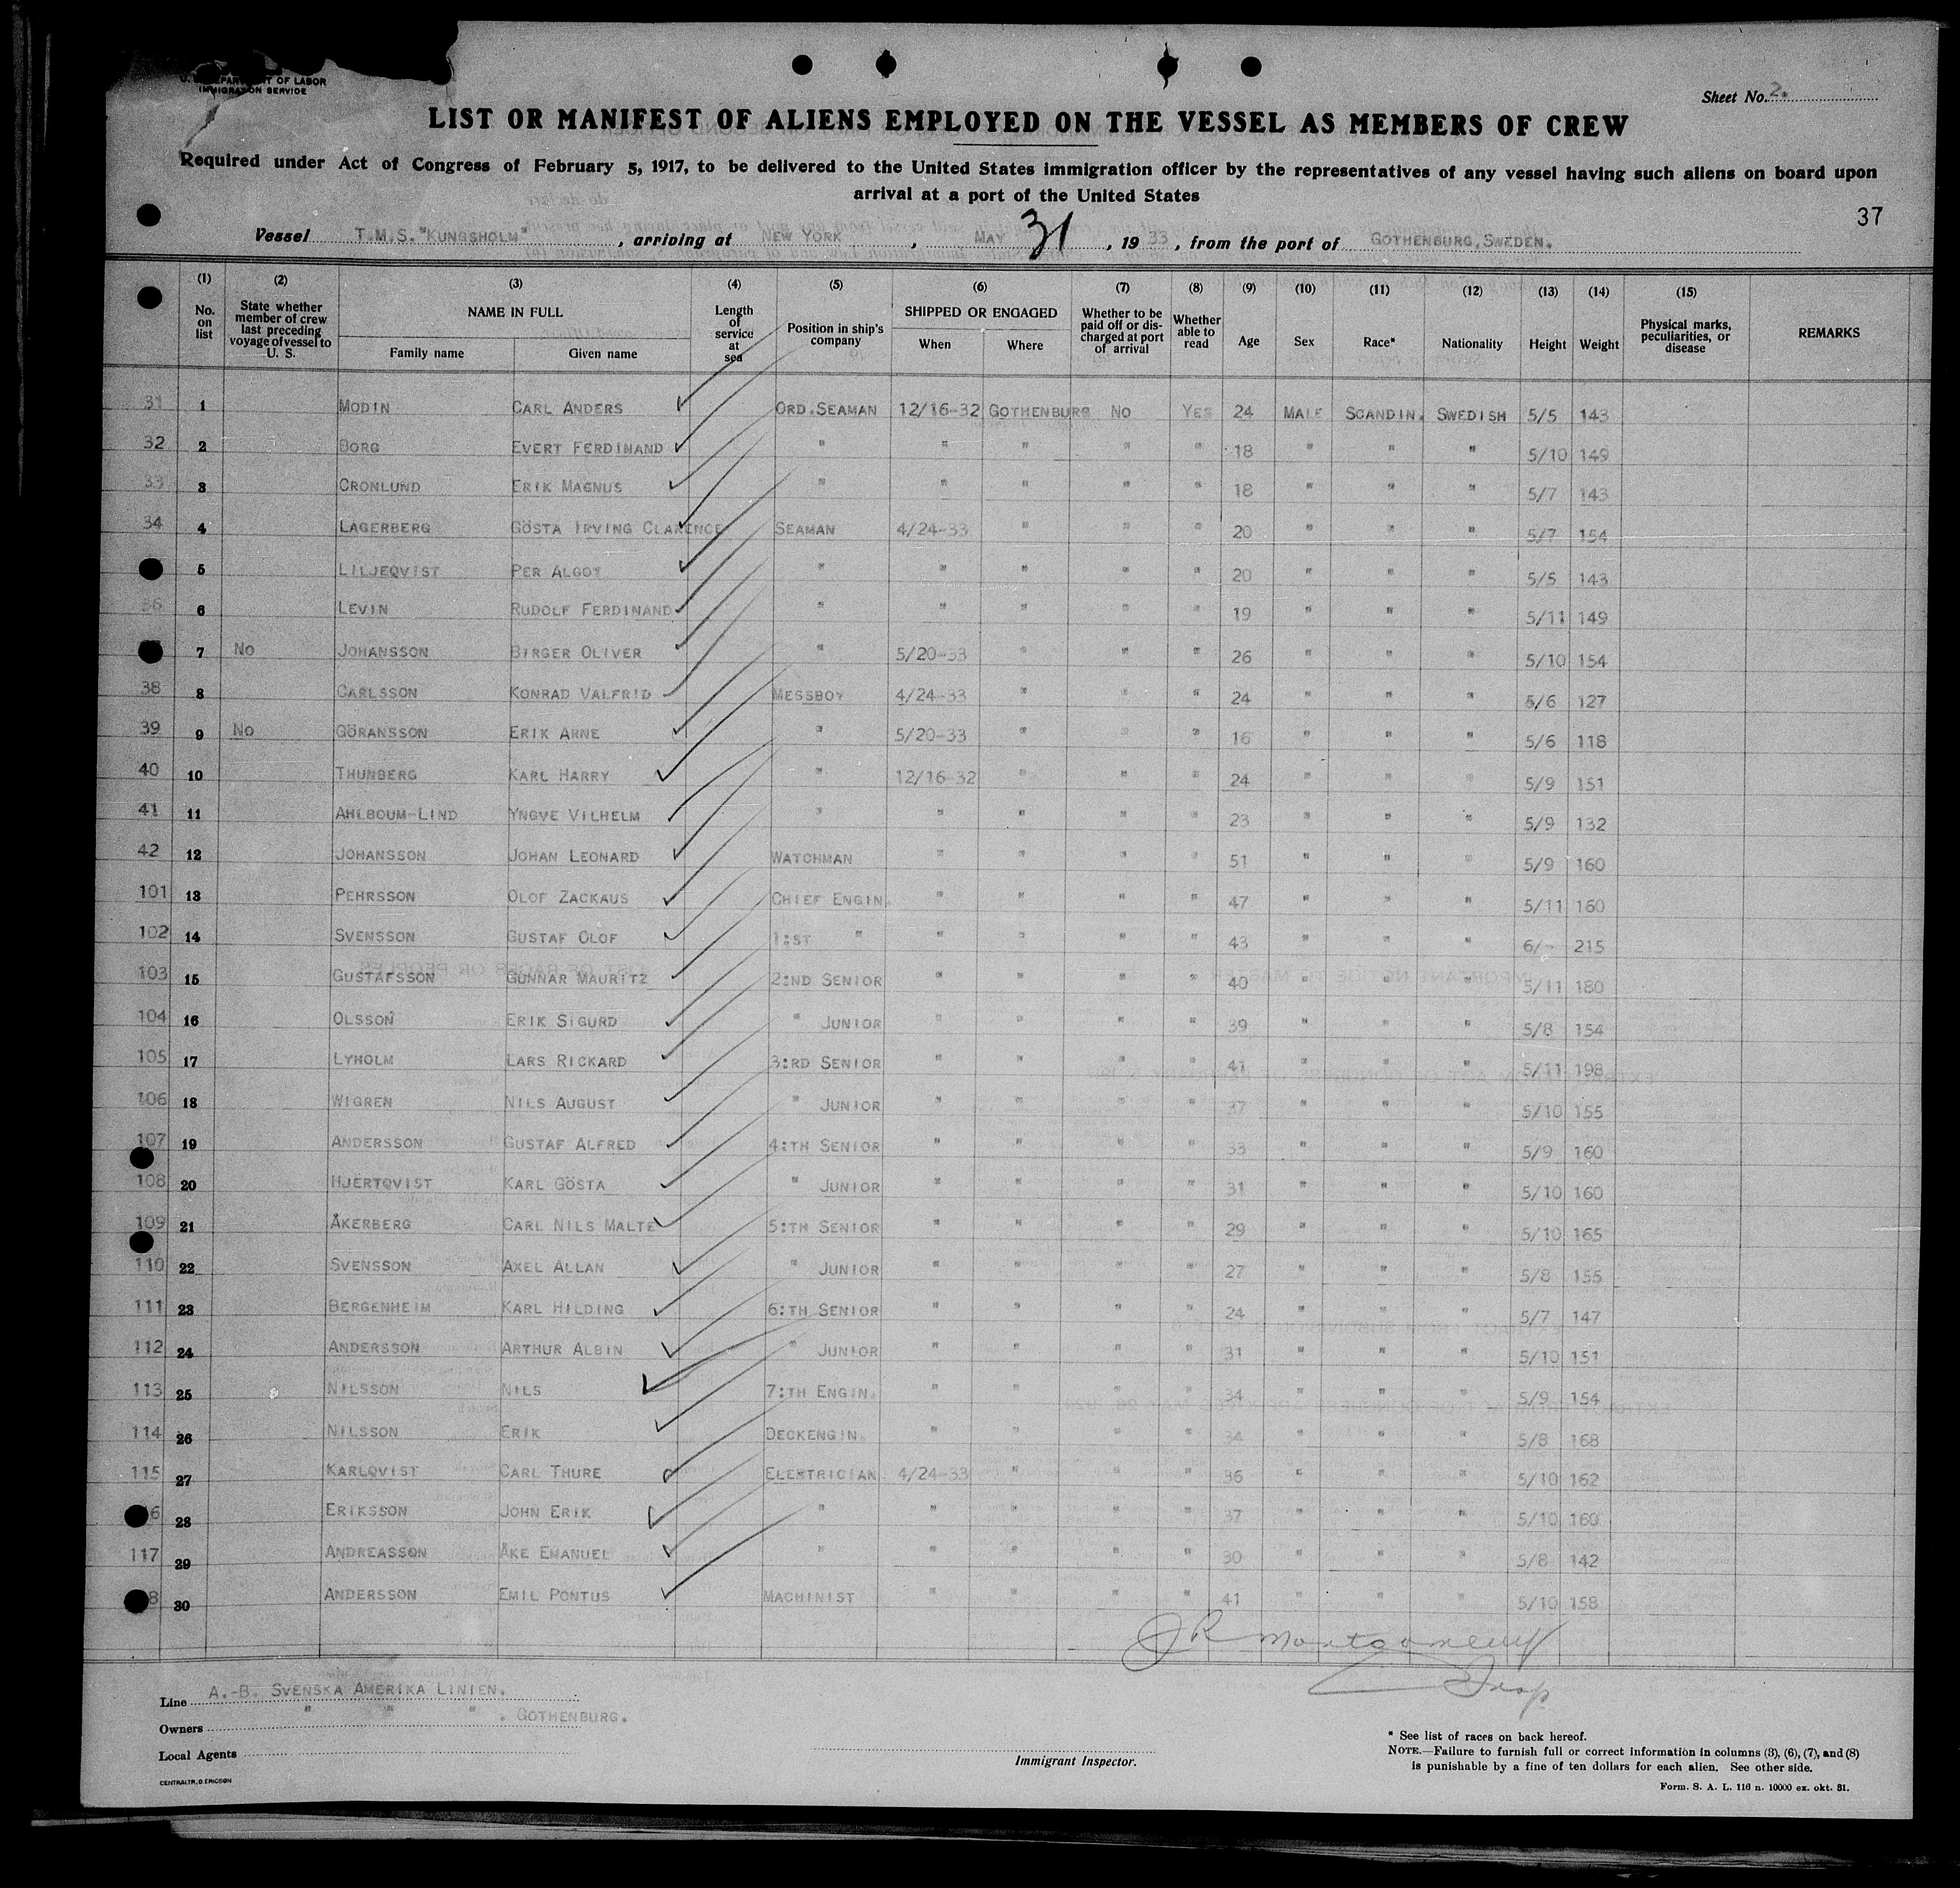 U. S. DEPARTMENT OF LABOR
IMMIGRATION SERVICE
Sheet No. 2.
LIST OR MANIFEST OF ALIENS EMPLOYED ON THE VESSEL AS MEMBERS OF CREW
Required under Act of Congress of February 5, 1917, to be delivered to the United States immigration officer by the representatives of any vessel having such aliens on board upon
arrival at a port of the United States
37
Vessel T.M.S. "KUNGSHOLM", arriving at NEW YORK, MAY 31, 1933, from the port of GOTHENBURG, SWEDEN.
(1) No. on list (2) State whether member of crew last preceding voyage of vessel to U. S. (3) NAME IN FULL Family name Given name (4) Length of service at sea (5) Position in ship's company (6) SHIPPED OR ENGAGED When Where (7) Whether to be paid off or discharged at port of arrival (8) Whether able to read (9) Age (10) Sex (11) Race* (12) Nationality (13) Height (14) Weight (15) Physical marks, peculiarities, or disease REMARKS
31 1 MODIN CARL ANDERS ORD.SEAMAN 12/16-32 GOTHENBURG NO YES 24 MALE SCANDIN. SWEDISH 5/5 143
32 2 BORG EVERT FERDINAND " " " " " 18 " " " 5/10 149
33 3 CRONLUND ERIK MAGNUS " " " " " 18 " " " 5/7 143
34 4 LAGERBERG GÖSTA IRVING CLARENCE SEAMAN 4/24-33 " " " 20 " " " 5/7 154
5 LILJEQVIST PER ALGOT " " " " " 20 " " " 5/5 143
36 6 LEVIN RUDOLF FERDINAND " " " " " 19 " " " 5/11 149
7 NO JOHANSSON BIRGER OLIVER " 5/20-33 " " " 26 " " " 5/10 154
38 8 CARLSSON KONRAD VALFRID MESSBOY 4/24-33 " " " 24 " " " 5/6 127
39 9 NO GÖRANSSON ERIK ARNE " 5/20-33 " " " 16 " " " 5/6 118
40 10 THUNBERG KARL HARRY " 12/16-32 " " " 24 " " " 5/9 151
41 11 AHLBOUM-LIND YNGVE VILHELM " " " " " 23 " " " 5/9 132
42 12 JOHANSSON JOHAN LEONARD WATCHMAN " " " " 51 " " " 5/9 160
101 13 PEHRSSON OLOF ZACKAUS CHIEF ENGIN. " " " " 47 " " " 5/11 160
102 14 SVENSSON GUSTAF OLOF 1:ST " " " " " 43 " " " 6/- 215
103 15 GUSTAFSSON GUNNAR MAURITZ 2:ND SENIOR " " " " 40 " " " 5/11 180
104 16 OLSSON ERIK SIGURD " JUNIOR " " " " 39 " " " 5/8 154
105 17 LYHOLM LARS RICKARD 3:RD SENIOR " " " " 41 " " " 5/11 198
106 18 WIGREN NILS AUGUST " JUNIOR " " " " 37 " " " 5/10 155
107 19 ANDERSSON GUSTAF ALFRED 4:TH SENIOR " " " " 33 " " " 5/9 160
108 20 HJERTQVIST KARL GÖSTA " JUNIOR " " " " 31 " " " 5/10 160
109 21 ÅKERBERG CARL NILS MALTE 5:TH SENIOR " " " " 29 " " " 5/10 165
110 22 SVENSSON AXEL ALLAN " JUNIOR " " " " 27 " " " 5/8 155
111 23 BERGENHEIM KARL HILDING 6:TH SENIOR " " " " 24 " " " 5/7 147
112 24 ANDERSSON ARTHUR ALBIN " JUNIOR " " " " 31 " " " 5/10 151
113 25 NILSSON NILS 7:TH ENGIN. " " " " 34 " " " 5/9 154
114 26 NILSSON ERIK DECKENGIN. " " " " 34 " " " 5/8 168
115 27 KARLQVIST CARL THURE ELEKTRICIAN 4/24-33 " " " 36 " " " 5/10 162
6 28 ERIKSSON JOHN ERIK " " " " " 37 " " " 5/10 160
117 29 ANDREASSON ÅKE EMANUEL " " " " " 30 " " " 5/8 142
8 30 ANDERSSON EMIL PONTUS MACHINIST " " " " 41 " " " 5/10 158
JR Montgomery
Insp
Line A.-B. SVENSKA AMERIKA LINIEN.
Owners " " " . GOTHENBURG.
Local Agents
Immigrant Inspector.
* See list of races on back hereof.
NOTE.—Failure to furnish full or correct information in columns (3), (6), (7), and (8)
is punishable by a fine of ten dollars for each alien. See other side.
CENTRALTR, D ERICSON
Form. S. A. L. 116 n. 10000 ex. okt. 31.